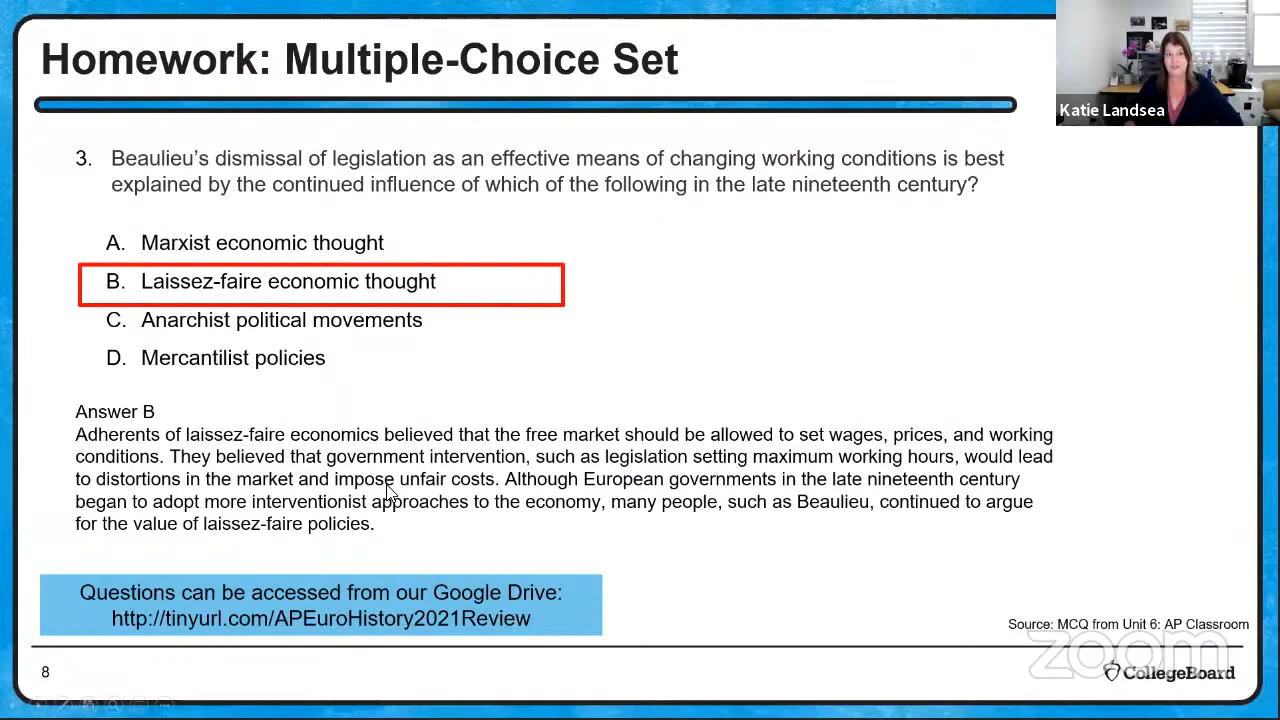 Homework: Multiple-Choice Set
Katie Landsea
3. Beaulieu's dismissal of legislation as an effective means of changing working conditions is best
explained by the continued influence of which of the following in the late nineteenth century?
A. Marxist economic thought
B. Laissez-faire economic thought
C. Anarchist political movements
D. Mercantilist policies
Answer B
Adherents of laissez-faire economics believed that the free market should be allowed to set wages, prices, and working
conditions. They believed that government intervention, such as legislation setting maximum working hours, would lead
to distortions in the market and impose unfair costs. Although European governments in the late nineteenth century
began to adopt more interventionist approaches to the economy, many people, such as Beaulieu, continued to argue
for the value of laissez-faire policies.
Questions can be accessed from our Google Drive:
http://tinyurl.com/APEuroHistory2021Review
Source: MCQ from Unit 6: AP Classroom
zoom
8
CollegeBoard